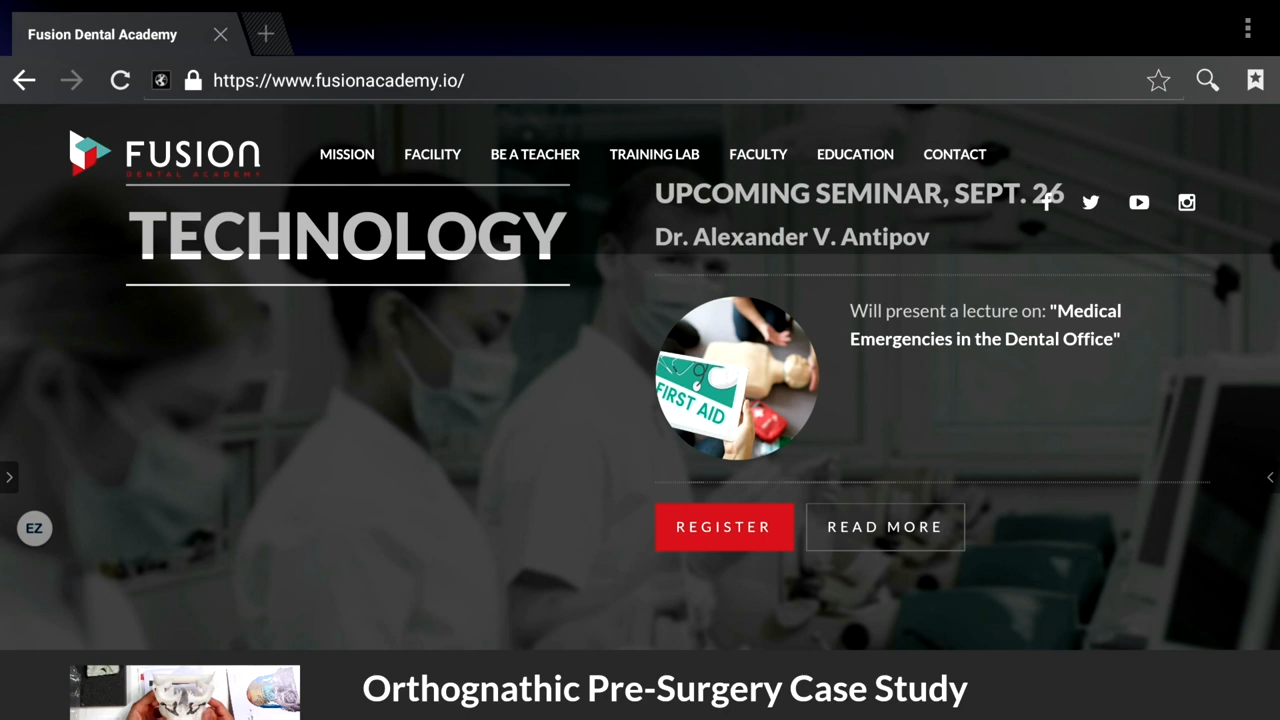 Fusion Dental Academy
https://www.fusionacademy.io/
FUSION
DENTAL ACADEMY
MISSION FACILITY BE A TEACHER TRAINING LAB FACULTY EDUCATION CONTACT
TECHNOLOGY
UPCOMING SEMINAR, SEPT. 26
Dr. Alexander V. Antipov
Will present a lecture on: "Medical
Emergencies in the Dental Office"
FIRST AID
EZ
REGISTER READ MORE
Orthognathic Pre-Surgery Case Study